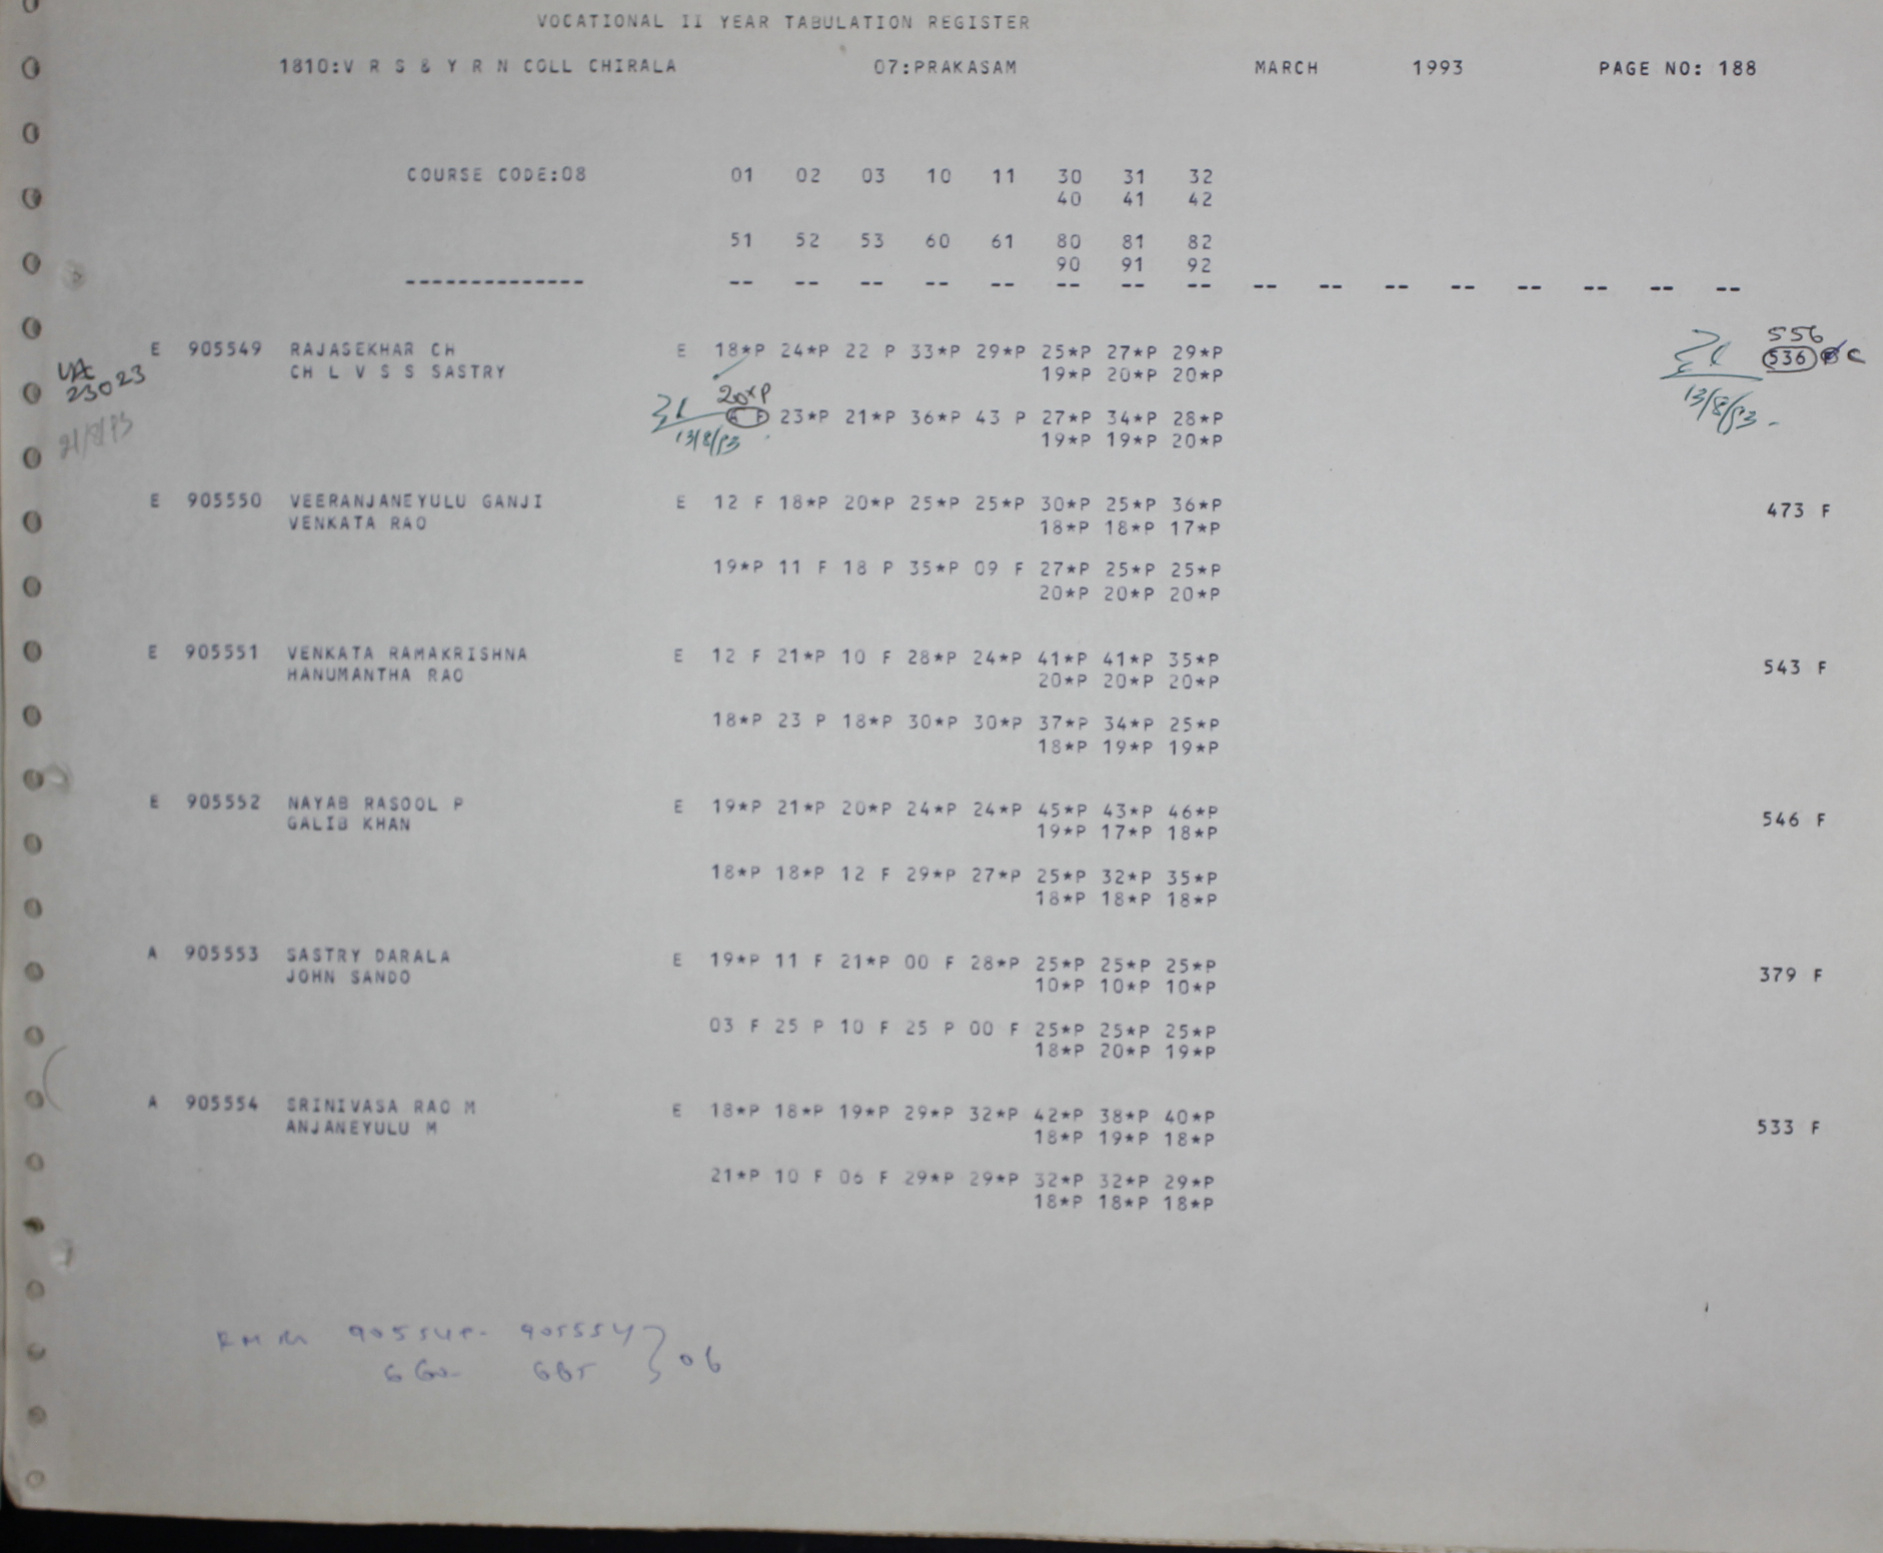 VOCATIONAL II YEAR TABULATION REGISTER
1810:V R S & Y R N COLL CHIRALA 07:PRAKASAM MARCH 1993 PAGE NO: 188
COURSE CODE:08 01 02 03 10 11 30 31 32
40 41 42
51 52 53 60 61 80 81 82
90 91 92
-------------- -- -- -- -- -- -- -- -- -- -- -- -- -- -- -- --
556
E 905549 RAJASEKHAR CH E 18*P 24*P 22 P 33*P 29*P 25*P 27*P 29*P 536 C
CH L V S S SASTRY 19*P 20*P 20*P
23023
20*P
F 23*P 21*P 36*P 43 P 27*P 34*P 28*P
13/8/93 19*P 19*P 20*P 13/8/93
E 905550 VEERANJANEYULU GANJI E 12 F 18*P 20*P 25*P 25*P 30*P 25*P 36*P 473 F
VENKATA RAO 18*P 18*P 17*P
19*P 11 F 18 P 35*P 09 F 27*P 25*P 25*P
20*P 20*P 20*P
E 905551 VENKATA RAMAKRISHNA E 12 F 21*P 10 F 28*P 24*P 41*P 41*P 35*P 543 F
HANUMANTHA RAO 20*P 20*P 20*P
18*P 23 P 18*P 30*P 30*P 37*P 34*P 25*P
18*P 19*P 19*P
E 905552 NAYAB RASOOL P E 19*P 21*P 20*P 24*P 24*P 45*P 43*P 46*P 546 F
GALIB KHAN 19*P 17*P 18*P
18*P 18*P 12 F 29*P 27*P 25*P 32*P 35*P
18*P 18*P 18*P
A 905553 SASTRY DARALA E 19*P 11 F 21*P 00 F 28*P 25*P 25*P 25*P 379 F
JOHN SANDO 10*P 10*P 10*P
03 F 25 P 10 F 25 P 00 F 25*P 25*P 25*P
18*P 20*P 19*P
A 905554 SRINIVASA RAO M E 18*P 18*P 19*P 29*P 32*P 42*P 38*P 40*P 533 F
ANJANEYULU M 18*P 19*P 18*P
21*P 10 F 06 F 29*P 29*P 32*P 32*P 29*P
18*P 18*P 18*P
905554
06